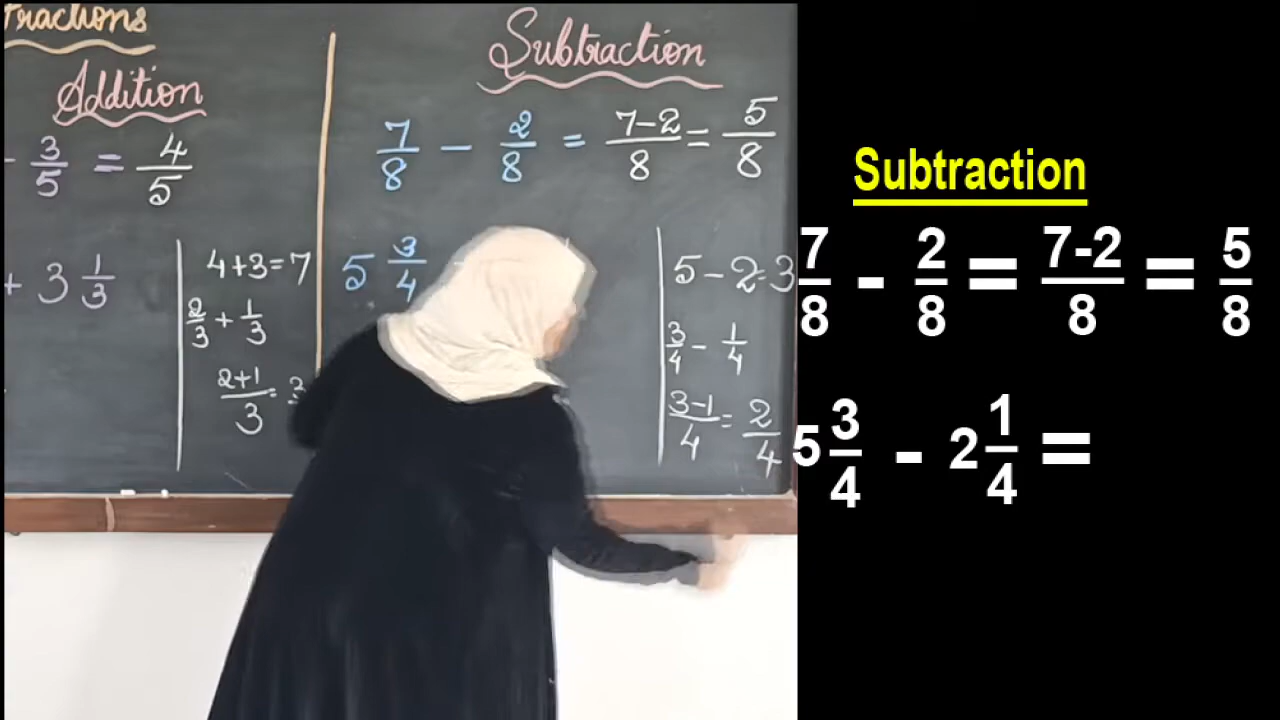 Fractions
Addition
- 3/5 = 4/5
+ 3 1/3
4+3=7
2/3 + 1/3
2+1/3 = 3
Subtraction
7/8 - 2/8 = 7-2/8 = 5/8
5 3/4
5-2=3
3/4 - 1/4
3-1/4 = 2/4
Subtraction
7/8 - 2/8 = (7-2)/8 = 5/8
5 3/4 - 2 1/4 =